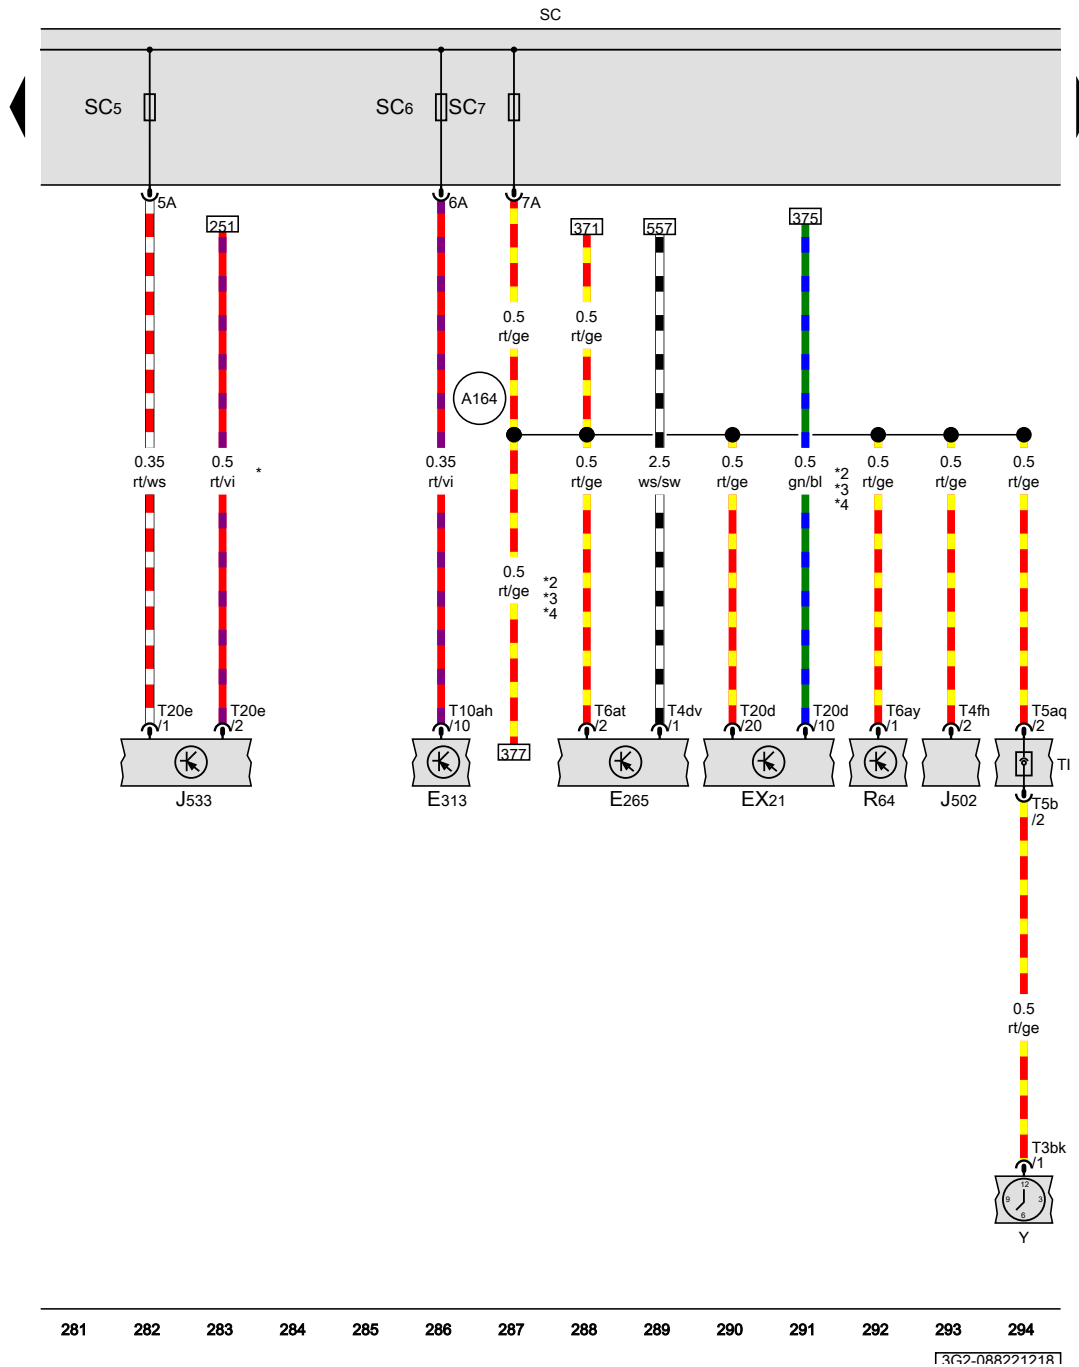 SC
SC5
SC6
SC7
5A
6A
7A
251
371
557
375
0.5
rt/ge
0.5
rt/ge
A164
0.35
rt/ws
0.5
rt/vi
*
0.35
rt/vi
0.5
rt/ge
2.5
ws/sw
0.5
rt/ge
0.5
gn/bl
*2
*3
*4
0.5
rt/ge
0.5
rt/ge
0.5
rt/ge
0.5
rt/ge
*2
*3
*4
T20e
/1
T20e
/2
T10ah
/10
377
T6at
/2
T4dv
/1
T20d
/20
T20d
/10
T6ay
/1
T4fh
/2
T5aq
/2
TI
J533
E313
E265
EX21
R64
J502
T5b
/2
0.5
rt/ge
T3bk
/1
12
9
3
6
Y
281 282 283 284 285 286 287 288 289 290 291 292 293 294
3G2-088221218